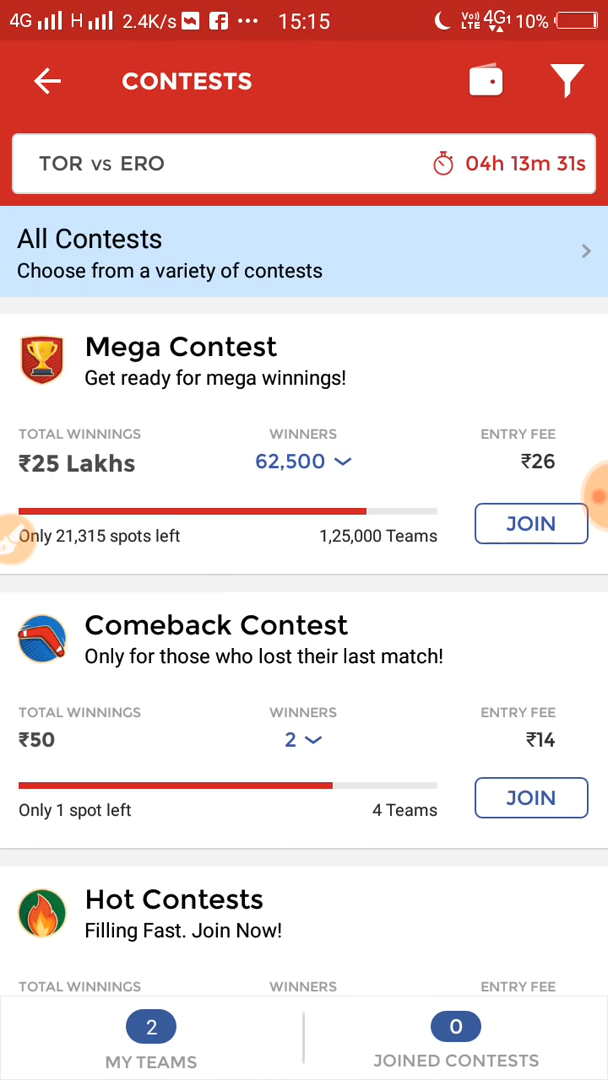 4G H 2.4K/s 15:15 Vo) LTE 4G1 10%
CONTESTS
TOR vs ERO 04h 13m 31s
All Contests
Choose from a variety of contests
Mega Contest
Get ready for mega winnings!
TOTAL WINNINGS WINNERS ENTRY FEE
₹25 Lakhs 62,500 ₹26
Only 21,315 spots left 1,25,000 Teams JOIN
Comeback Contest
Only for those who lost their last match!
TOTAL WINNINGS WINNERS ENTRY FEE
₹50 2 ₹14
Only 1 spot left 4 Teams JOIN
Hot Contests
Filling Fast. Join Now!
TOTAL WINNINGS WINNERS ENTRY FEE
2 0
MY TEAMS JOINED CONTESTS